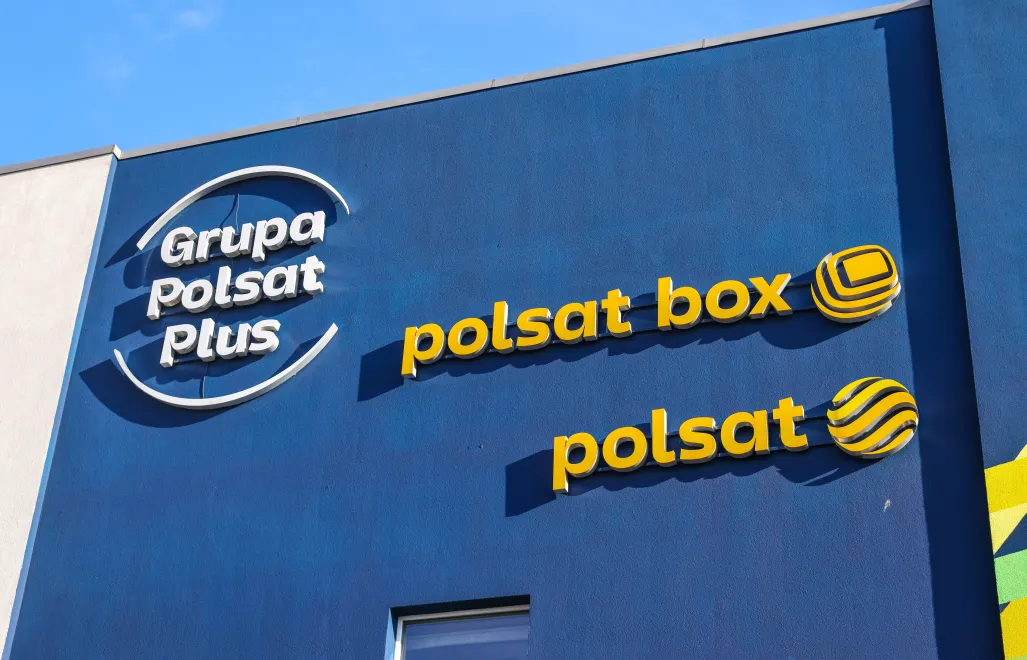 Grupa
Polsat
Plus
polsat box
polsat